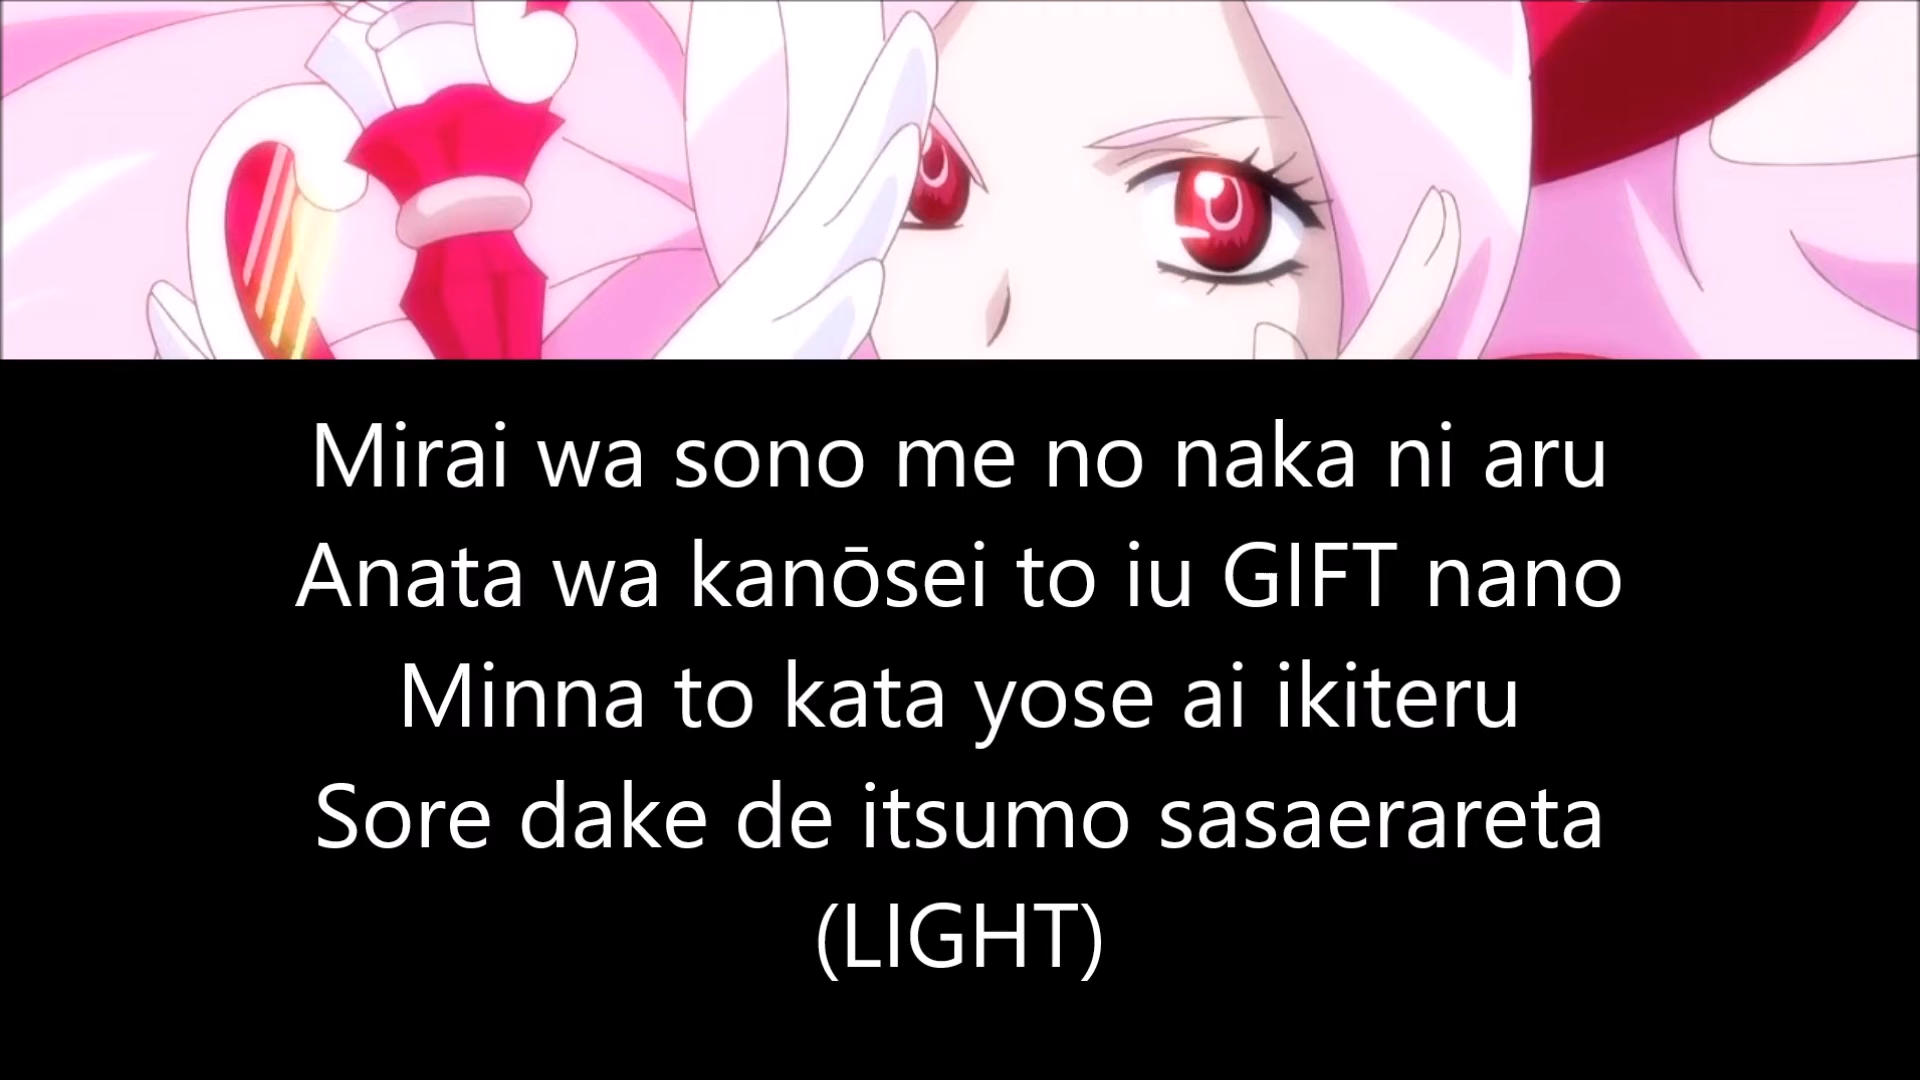 Mirai wa sono me no naka ni aru
Anata wa kanōsei to iu GIFT nano
Minna to kata yose ai ikiteru
Sore dake de itsumo sasaerareta
(LIGHT)